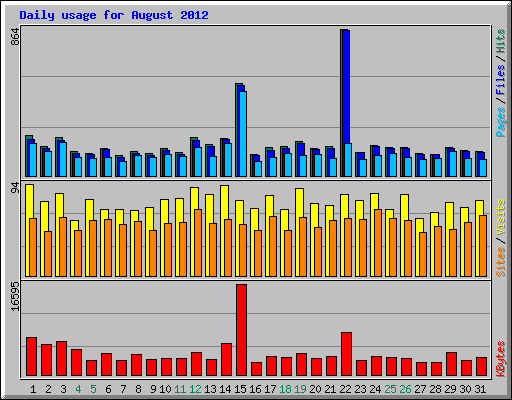 Daily usage for August 2012
864
Pages / Files / Hits
94
Sites / Visits
16595
KBytes
1 2 3 4 5 6 7 8 9 10 11 12 13 14 15 16 17 18 19 20 21 22 23 24 25 26 27 28 29 30 31